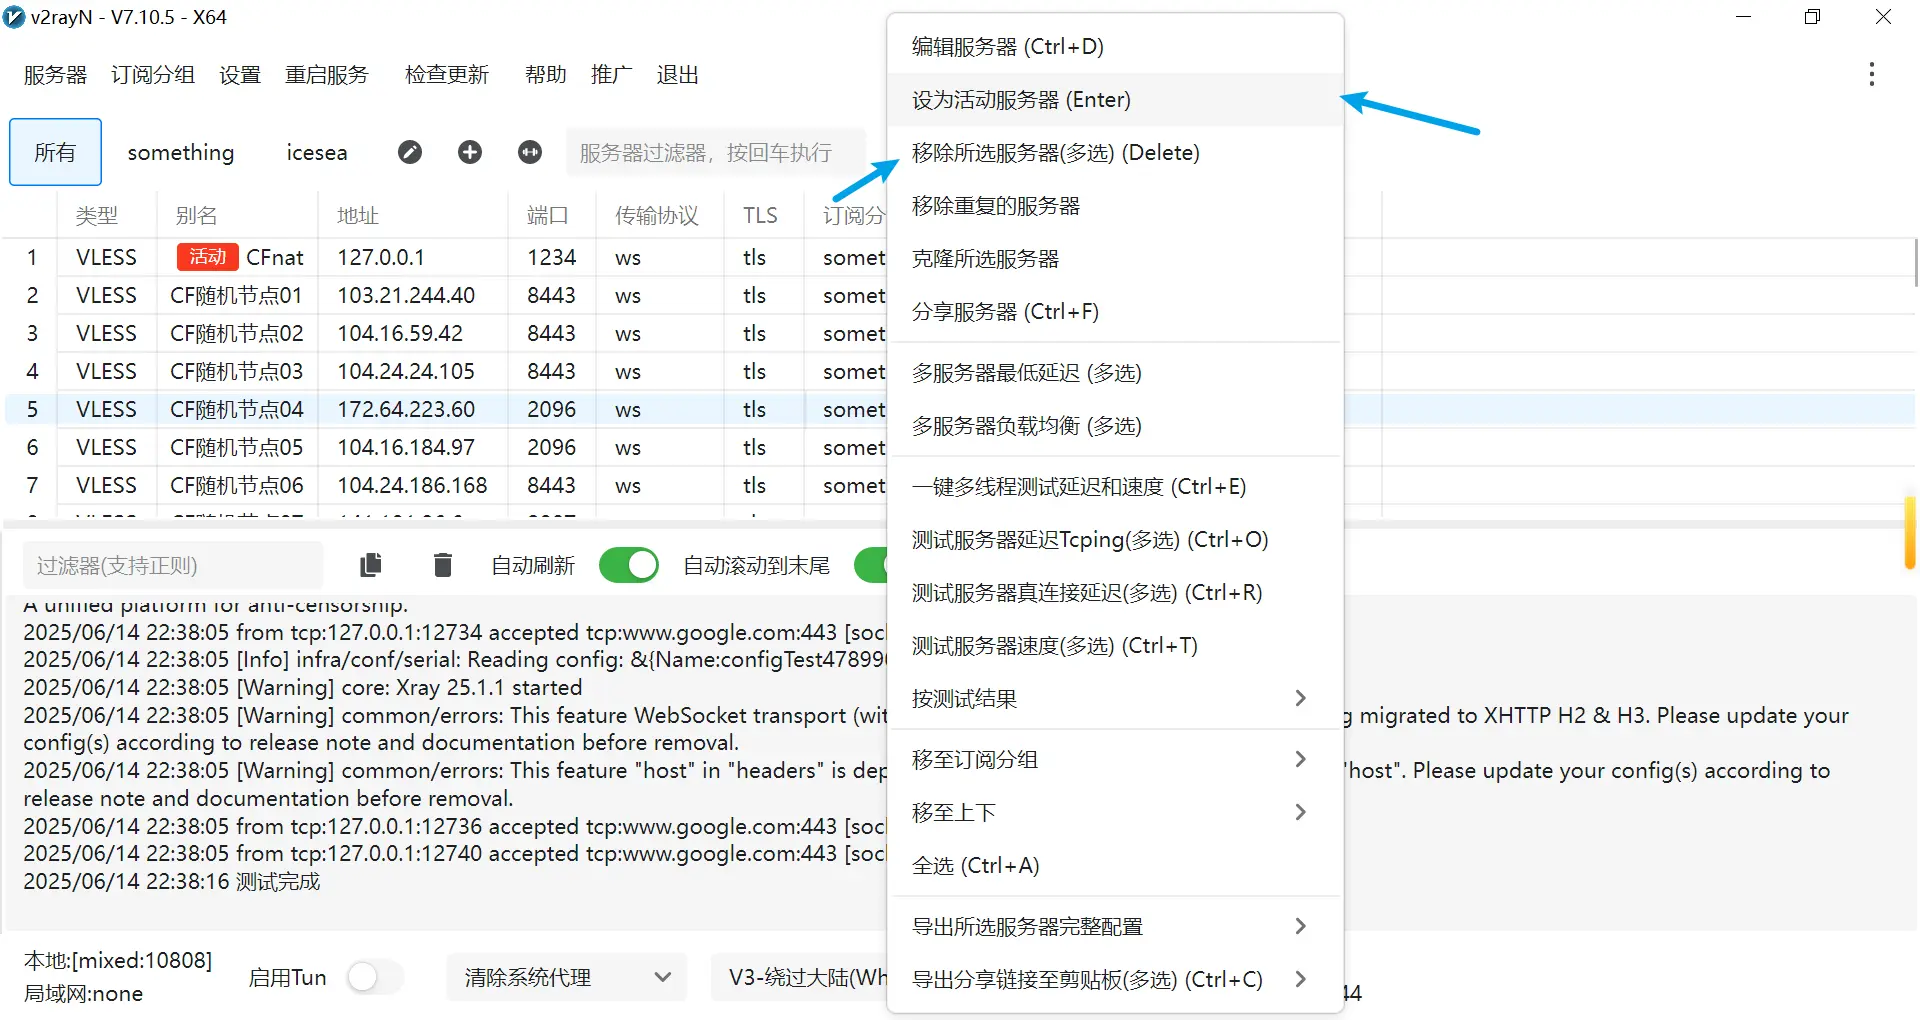 v2rayN - V7.10.5 - X64
服务器 订阅分组 设置 重启服务 检查更新 帮助 推广 退出
所有 something icesea 服务器过滤器，按回车执行
类型 别名 地址 端口 传输协议 TLS 订阅分
1 VLESS 活动 CFnat 127.0.0.1 1234 ws tls somet
2 VLESS CF随机节点01 103.21.244.40 8443 ws tls somet
3 VLESS CF随机节点02 104.16.59.42 8443 ws tls somet
4 VLESS CF随机节点03 104.24.24.105 8443 ws tls somet
5 VLESS CF随机节点04 172.64.223.60 2096 ws tls somet
6 VLESS CF随机节点05 104.16.184.97 2096 ws tls somet
7 VLESS CF随机节点06 104.24.186.168 8443 ws tls somet
编辑服务器 (Ctrl+D)
设为活动服务器 (Enter)
移除所选服务器(多选) (Delete)
移除重复的服务器
克隆所选服务器
分享服务器 (Ctrl+F)
多服务器最低延迟 (多选)
多服务器负载均衡 (多选)
一键多线程测试延迟和速度 (Ctrl+E)
测试服务器延迟Tcping(多选) (Ctrl+O)
测试服务器真连接延迟(多选) (Ctrl+R)
测试服务器速度(多选) (Ctrl+T)
按测试结果
移至订阅分组
移至上下
全选 (Ctrl+A)
导出所选服务器完整配置
导出分享链接至剪贴板(多选) (Ctrl+C)
过滤器(支持正则) 自动刷新 自动滚动到末尾
A unified platform for anti-censorship.
2025/06/14 22:38:05 from tcp:127.0.0.1:12734 accepted tcp:www.google.com:443 [soc
2025/06/14 22:38:05 [Info] infra/conf/serial: Reading config: &{Name:configTest47899
2025/06/14 22:38:05 [Warning] core: Xray 25.1.1 started
2025/06/14 22:38:05 [Warning] common/errors: This feature WebSocket transport (wit g migrated to XHTTP H2 & H3. Please update your
config(s) according to release note and documentation before removal.
2025/06/14 22:38:05 [Warning] common/errors: This feature "host" in "headers" is dep "host". Please update your config(s) according to
release note and documentation before removal.
2025/06/14 22:38:05 from tcp:127.0.0.1:12736 accepted tcp:www.google.com:443 [soc
2025/06/14 22:38:05 from tcp:127.0.0.1:12740 accepted tcp:www.google.com:443 [soc
2025/06/14 22:38:16 测试完成
本地:[mixed:10808]
局域网:none
启用Tun 清除系统代理 V3-绕过大陆(Wh 44